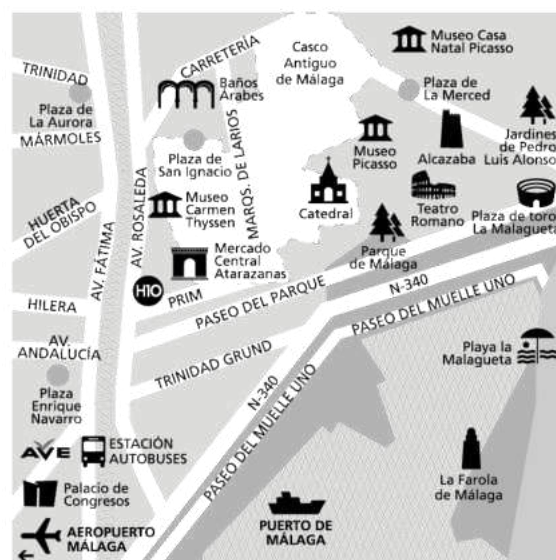 TRINIDAD
Plaza de
La Aurora
MÁRMOLES
HUERTA
DEL OBISPO
AV. FÁTIMA
AV. ROSALEDA
CARRETERÍA
Baños
Árabes
Plaza de
San Ignacio
MARQS. DE LARIOS
Museo
Carmen
Thyssen
Mercado
Central
Atarazanas
Casco
Antiguo
de Málaga
Museo Casa
Natal Picasso
Plaza de
La Merced
Museo
Picasso
Alcazaba
Jardines
de Pedro
Luis Alonso
Catedral
Teatro
Romano
Plaza de toro
La Malagueta
Parque
de Málaga
H10
PRIM
PASEO DEL PARQUE
N-340
PASEO DEL MUELLE UNO
HILERA
AV.
ANDALUCÍA
TRINIDAD GRUND
N-340
PASEO DEL MUELLE UNO
Plaza
Enrique
Navarro
Playa la
Malagueta
AVE
ESTACIÓN
AUTOBUSES
Palacio de
Congresos
AEROPUERTO
MÁLAGA
PUERTO DE
MÁLAGA
La Farola
de Málaga